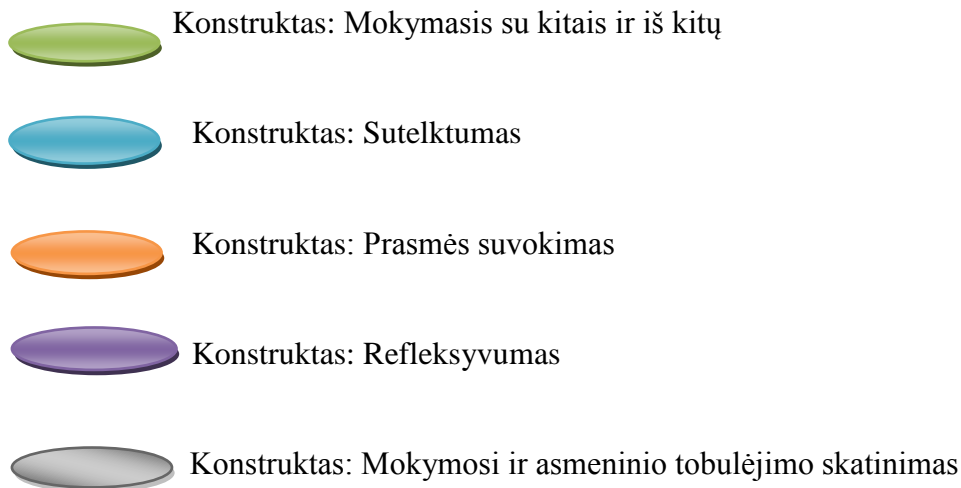 Konstruktas: Mokymasis su kitais ir iš kitų
Konstruktas: Sutelktumas
Konstruktas: Prasmės suvokimas
Konstruktas: Refleksyvumas
Konstruktas: Mokymosi ir asmeninio tobulėjimo skatinimas